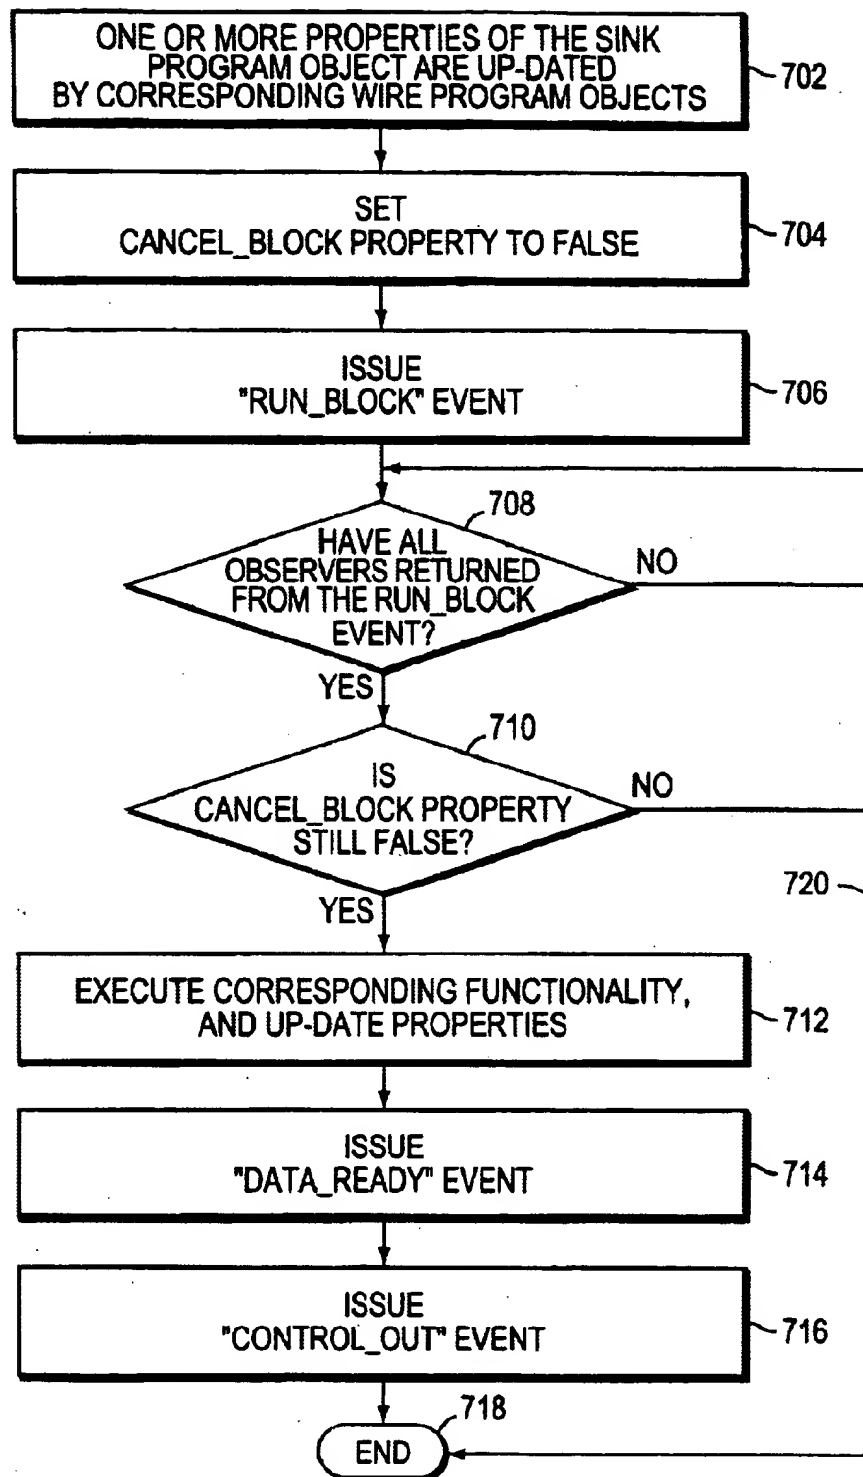 ONE OR MORE PROPERTIES OF THE SINK
PROGRAM OBJECT ARE UP-DATED
BY CORRESPONDING WIRE PROGRAM OBJECTS
702
SET
CANCEL_BLOCK PROPERTY TO FALSE
704
ISSUE
"RUN_BLOCK" EVENT
706
708
HAVE ALL
OBSERVERS RETURNED
FROM THE RUN_BLOCK
EVENT?
NO
YES
710
IS
CANCEL_BLOCK PROPERTY
STILL FALSE?
NO
YES
720
EXECUTE CORRESPONDING FUNCTIONALITY,
AND UP-DATE PROPERTIES
712
ISSUE
"DATA_READY" EVENT
714
ISSUE
"CONTROL_OUT" EVENT
716
718
END